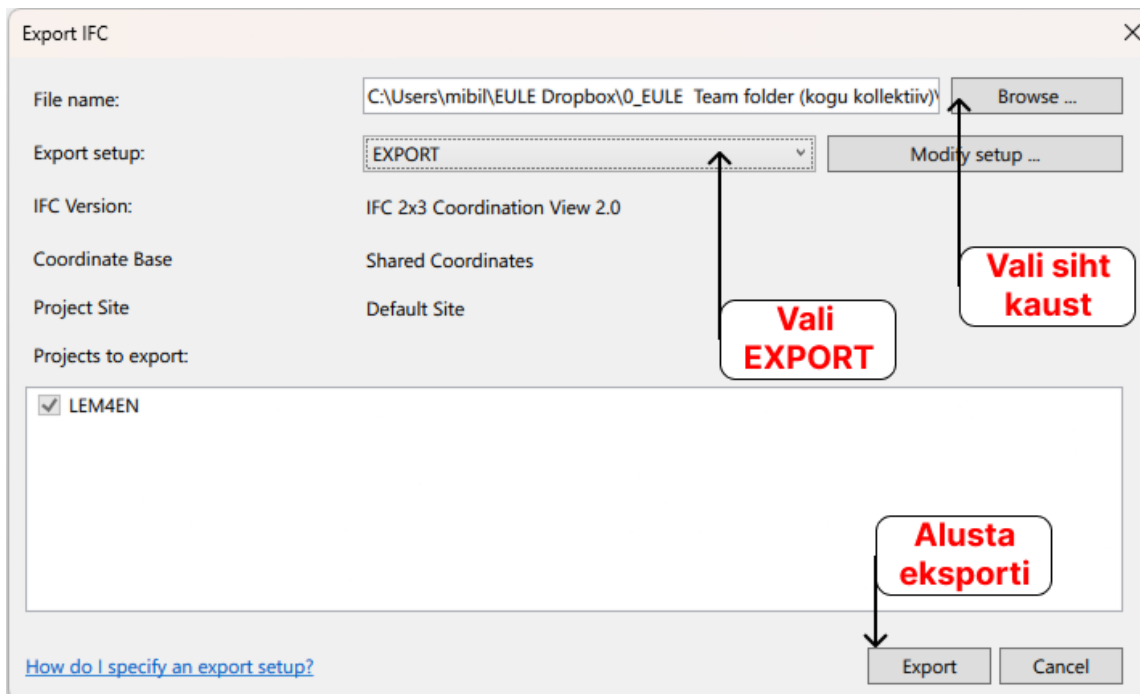 Export IFC
File name:
C:\Users\mibil\EULE Dropbox\0_EULE  Team folder (kogu kollektiiv)\
Browse ...
Export setup:
EXPORT
Modify setup ...
IFC Version:
IFC 2x3 Coordination View 2.0
Coordinate Base
Shared Coordinates
Project Site
Default Site
Vali siht
kaust
Vali
EXPORT
Projects to export:
LEM4EN
Alusta
eksporti
How do I specify an export setup?
Export
Cancel